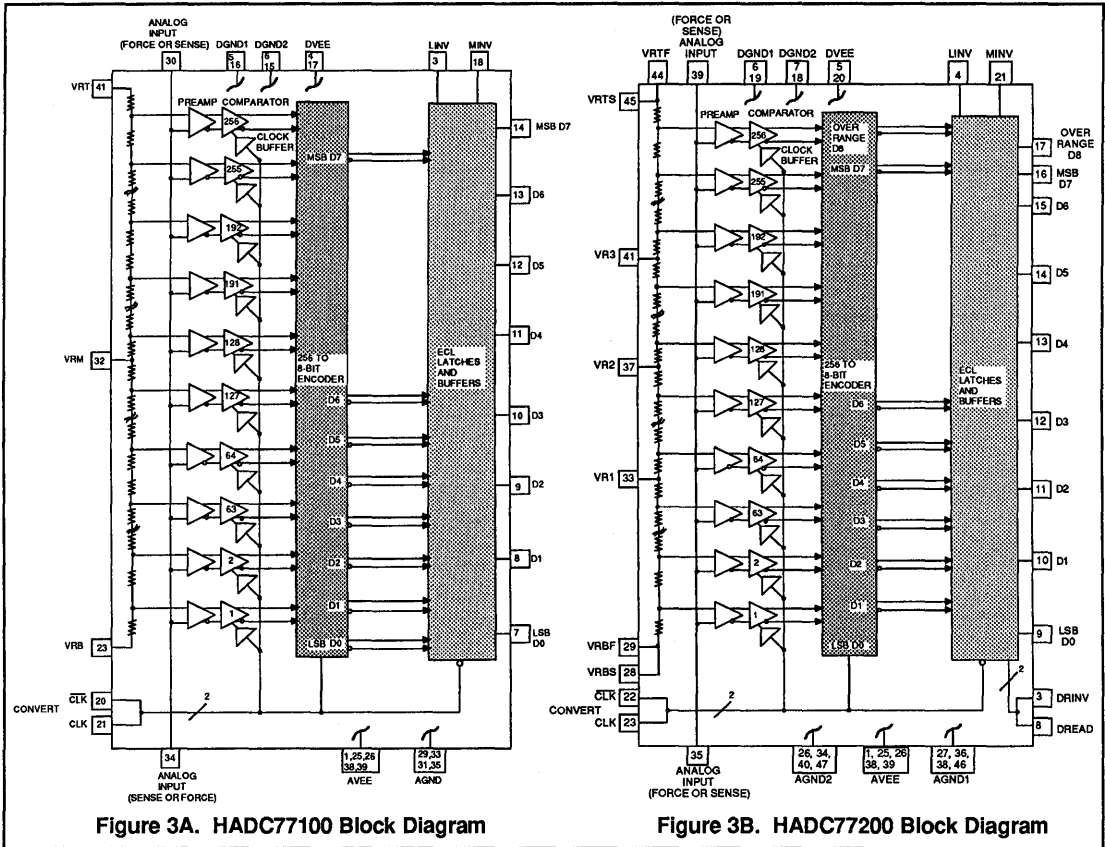 ANALOG
INPUT
(FORCE OR SENSE)
30
DGND1
5
16
DGND2
6
15
DVEE
4
17
LINV
3
MINV
18
VRT 41
PREAMP COMPARATOR
256
CLOCK
BUFFER
255
192
191
128
127
64
63
2
1
MSB D7
256 TO
8-BIT
ENCODER
D6
D5
D4
D3
D2
D1
LSB D0
ECL
LATCHES
AND
BUFFERS
14 MSB D7
13 D6
12 D5
11 D4
10 D3
9 D2
8 D1
7 LSB
D0
VRM 32
VRB 23
CLK 20
CONVERT
CLK 21
2
34
ANALOG
INPUT
(SENSE OR FORCE)
1,25,26
38,39
AVEE
29,33
31,35
AGND
Figure 3A. HADC77100 Block Diagram
(FORCE OR
SENSE)
ANALOG
INPUT
39
VRTF
44
DGND1
6
19
DGND2
7
18
DVEE
5
20
LINV
4
MINV
21
VRTS 45
PREAMP COMPARATOR
256
CLOCK
BUFFER
255
192
191
128
127
64
63
2
1
OVER
RANGE
D8
MSB D7
256 TO
8-BIT
ENCODER
D6
D5
D4
D3
D2
D1
LSB D0
ECL
LATCHES
AND
BUFFERS
17 OVER
RANGE
D8
16 MSB
D7
15 D6
14 D5
13 D4
12 D3
11 D2
10 D1
9 LSB
D0
VR3 41
VR2 37
VR1 33
VRBF 29
VRBS 28
CLK 22
CONVERT
CLK 23
2
2
3 DRINV
8 DREAD
35
ANALOG
INPUT
(FORCE OR SENSE)
26, 34,
40, 47
AGND2
1, 25, 26
38, 39
AVEE
27, 36,
38, 46
AGND1
Figure 3B. HADC77200 Block Diagram